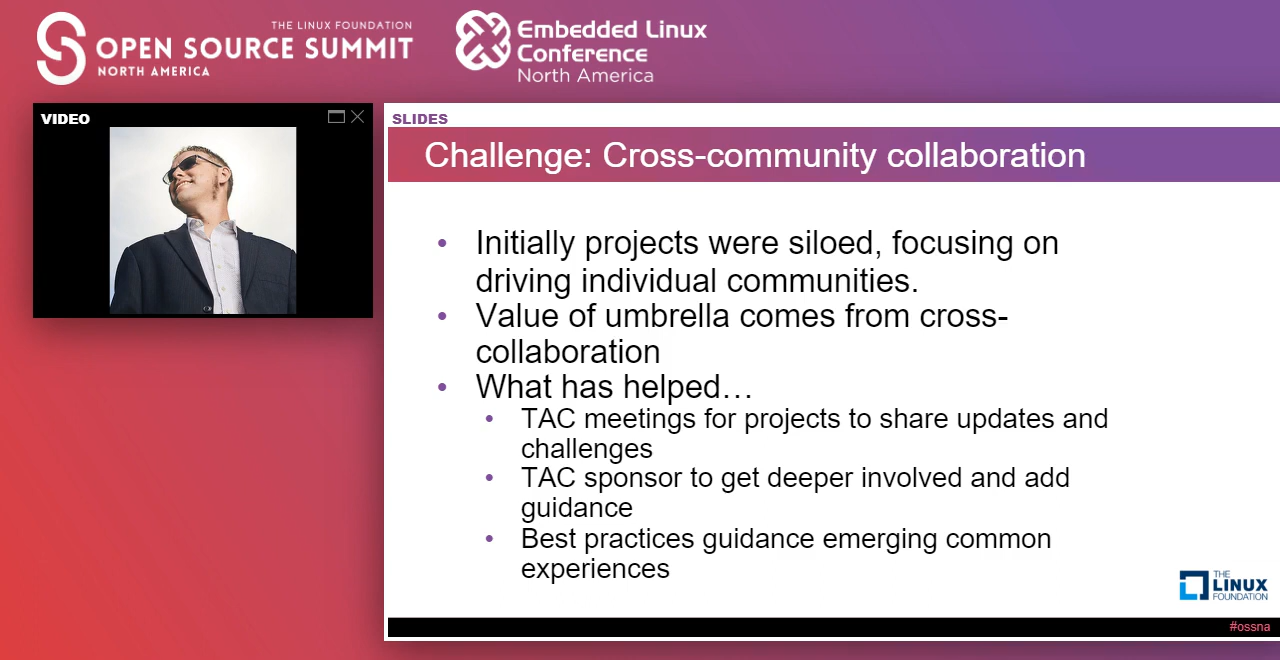 THE LINUX FOUNDATION
OPEN SOURCE SUMMIT
NORTH AMERICA
Embedded Linux
Conference
North America
VIDEO
SLIDES
Challenge: Cross-community collaboration
• Initially projects were siloed, focusing on
driving individual communities.
• Value of umbrella comes from cross-
collaboration
• What has helped…
• TAC meetings for projects to share updates and
challenges
• TAC sponsor to get deeper involved and add
guidance
• Best practices guidance emerging common
experiences
THE
LINUX
FOUNDATION
#ossna